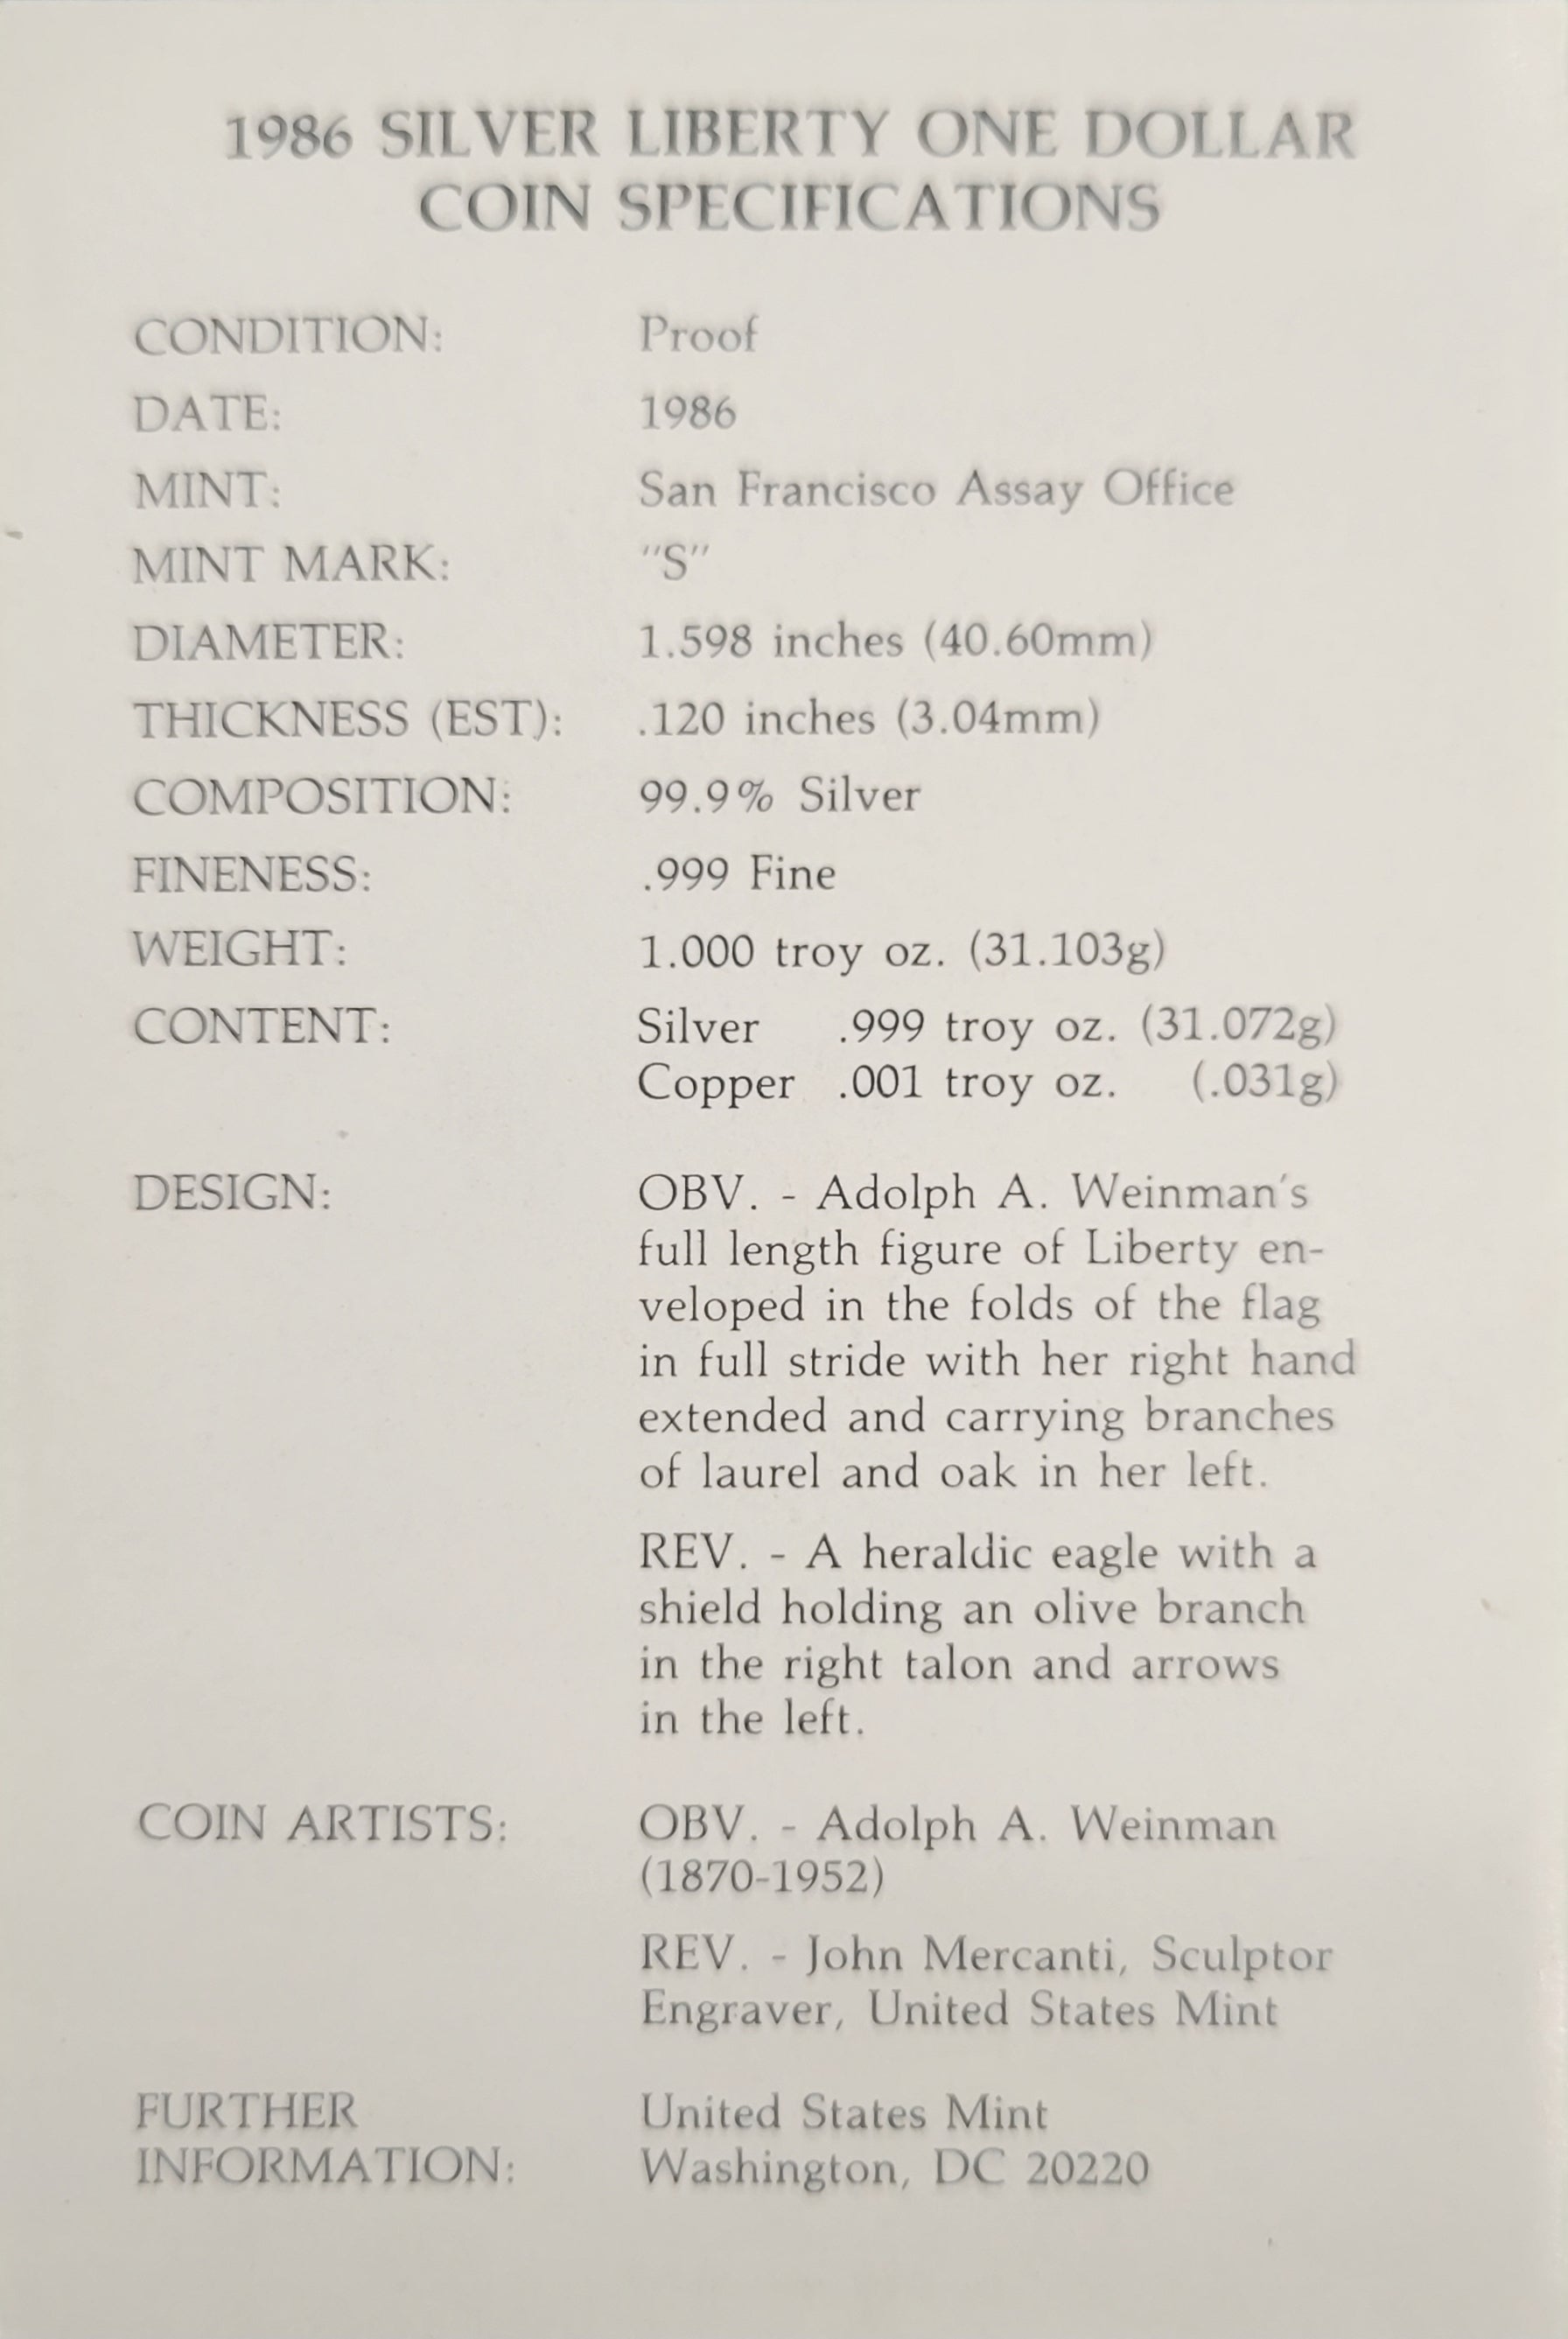 1986 SILVER LIBERTY ONE DOLLAR
COIN SPECIFICATIONS
CONDITION: Proof
DATE: 1986
MINT: San Francisco Assay Office
MINT MARK: "S"
DIAMETER: 1.598 inches (40.60mm)
THICKNESS (EST): .120 inches (3.04mm)
COMPOSITION: 99.9% Silver
FINENESS: .999 Fine
WEIGHT: 1.000 troy oz. (31.103g)
CONTENT: Silver .999 troy oz. (31.072g)
Copper .001 troy oz. (.031g)
DESIGN: OBV. - Adolph A. Weinman's
full length figure of Liberty en-
veloped in the folds of the flag
in full stride with her right hand
extended and carrying branches
of laurel and oak in her left.
REV. - A heraldic eagle with a
shield holding an olive branch
in the right talon and arrows
in the left.
COIN ARTISTS: OBV. - Adolph A. Weinman
(1870-1952)
REV. - John Mercanti, Sculptor
Engraver, United States Mint
FURTHER United States Mint
INFORMATION: Washington, DC 20220